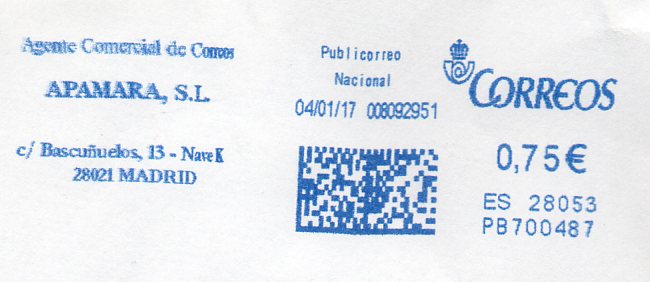 Agente Comercial de Correos
APAMARA, S.L.
c/ Bascuñuelos, 13 - Nave K
28021 MADRID
Publicorreo
Nacional
04/01/17 008092951
CORREOS
0,75€
ES 28053
PB700487